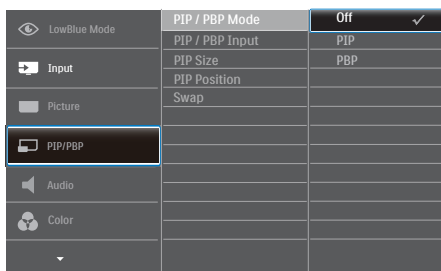 LowBlue Mode
Input
Picture
PIP/PBP
Audio
Color
PIP / PBP Mode
PIP / PBP Input
PIP Size
PIP Position
Swap
Off
PIP
PBP